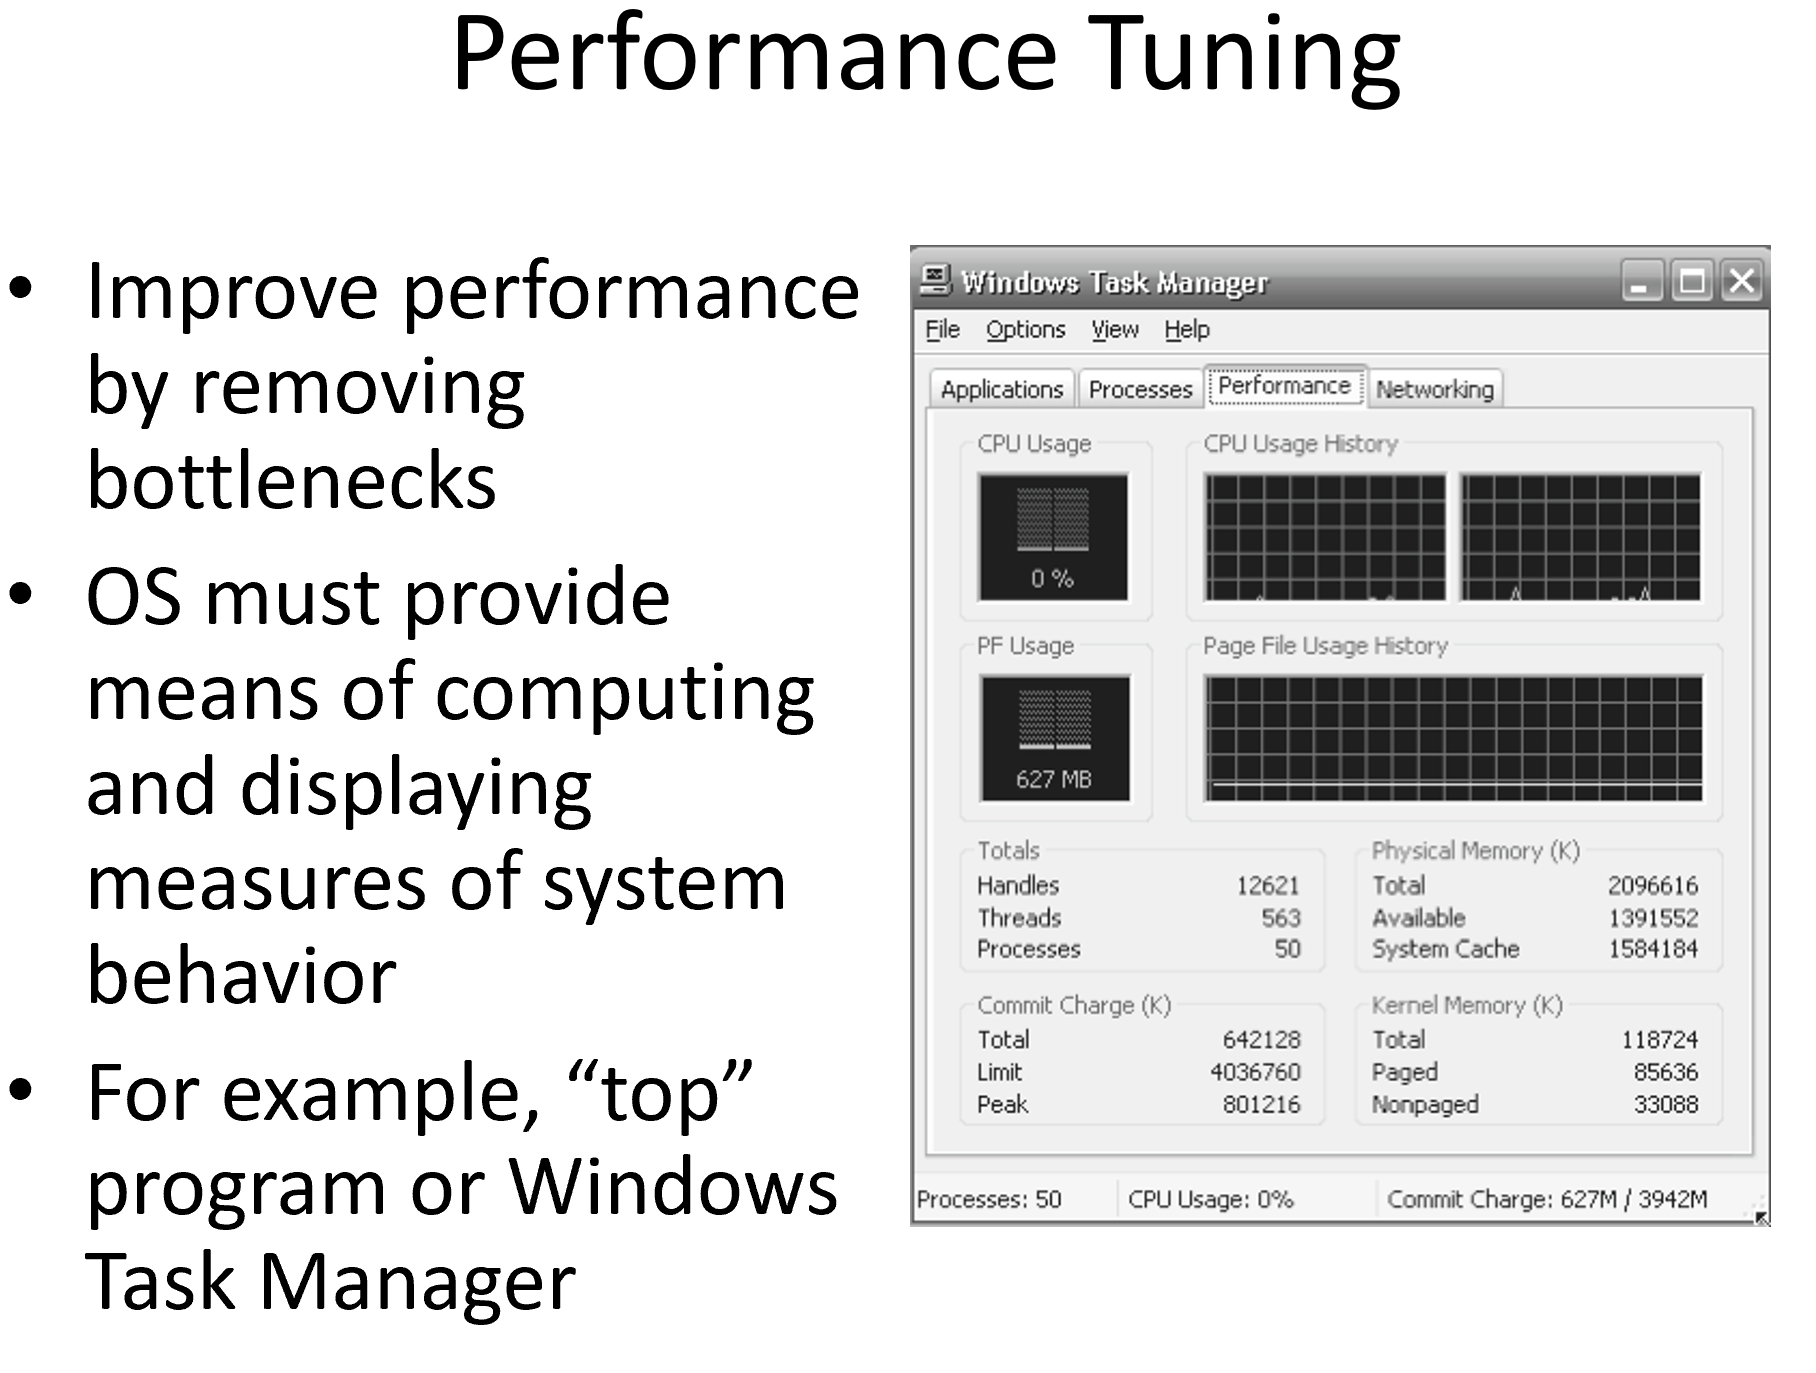 Performance Tuning
• Improve performance
by removing
bottlenecks
• OS must provide
means of computing
and displaying
measures of system
behavior
• For example, “top”
program or Windows
Task Manager
Windows Task Manager
File Options View Help
Applications Processes Performance Networking
CPU Usage CPU Usage History
0 %
PF Usage Page File Usage History
627 MB
Totals Physical Memory (K)
Handles 12621 Total 2096616
Threads 563 Available 1391552
Processes 50 System Cache 1584184
Commit Charge (K) Kernel Memory (K)
Total 642128 Total 118724
Limit 4036760 Paged 85636
Peak 801216 Nonpaged 33088
Processes: 50 CPU Usage: 0% Commit Charge: 627M / 3942M